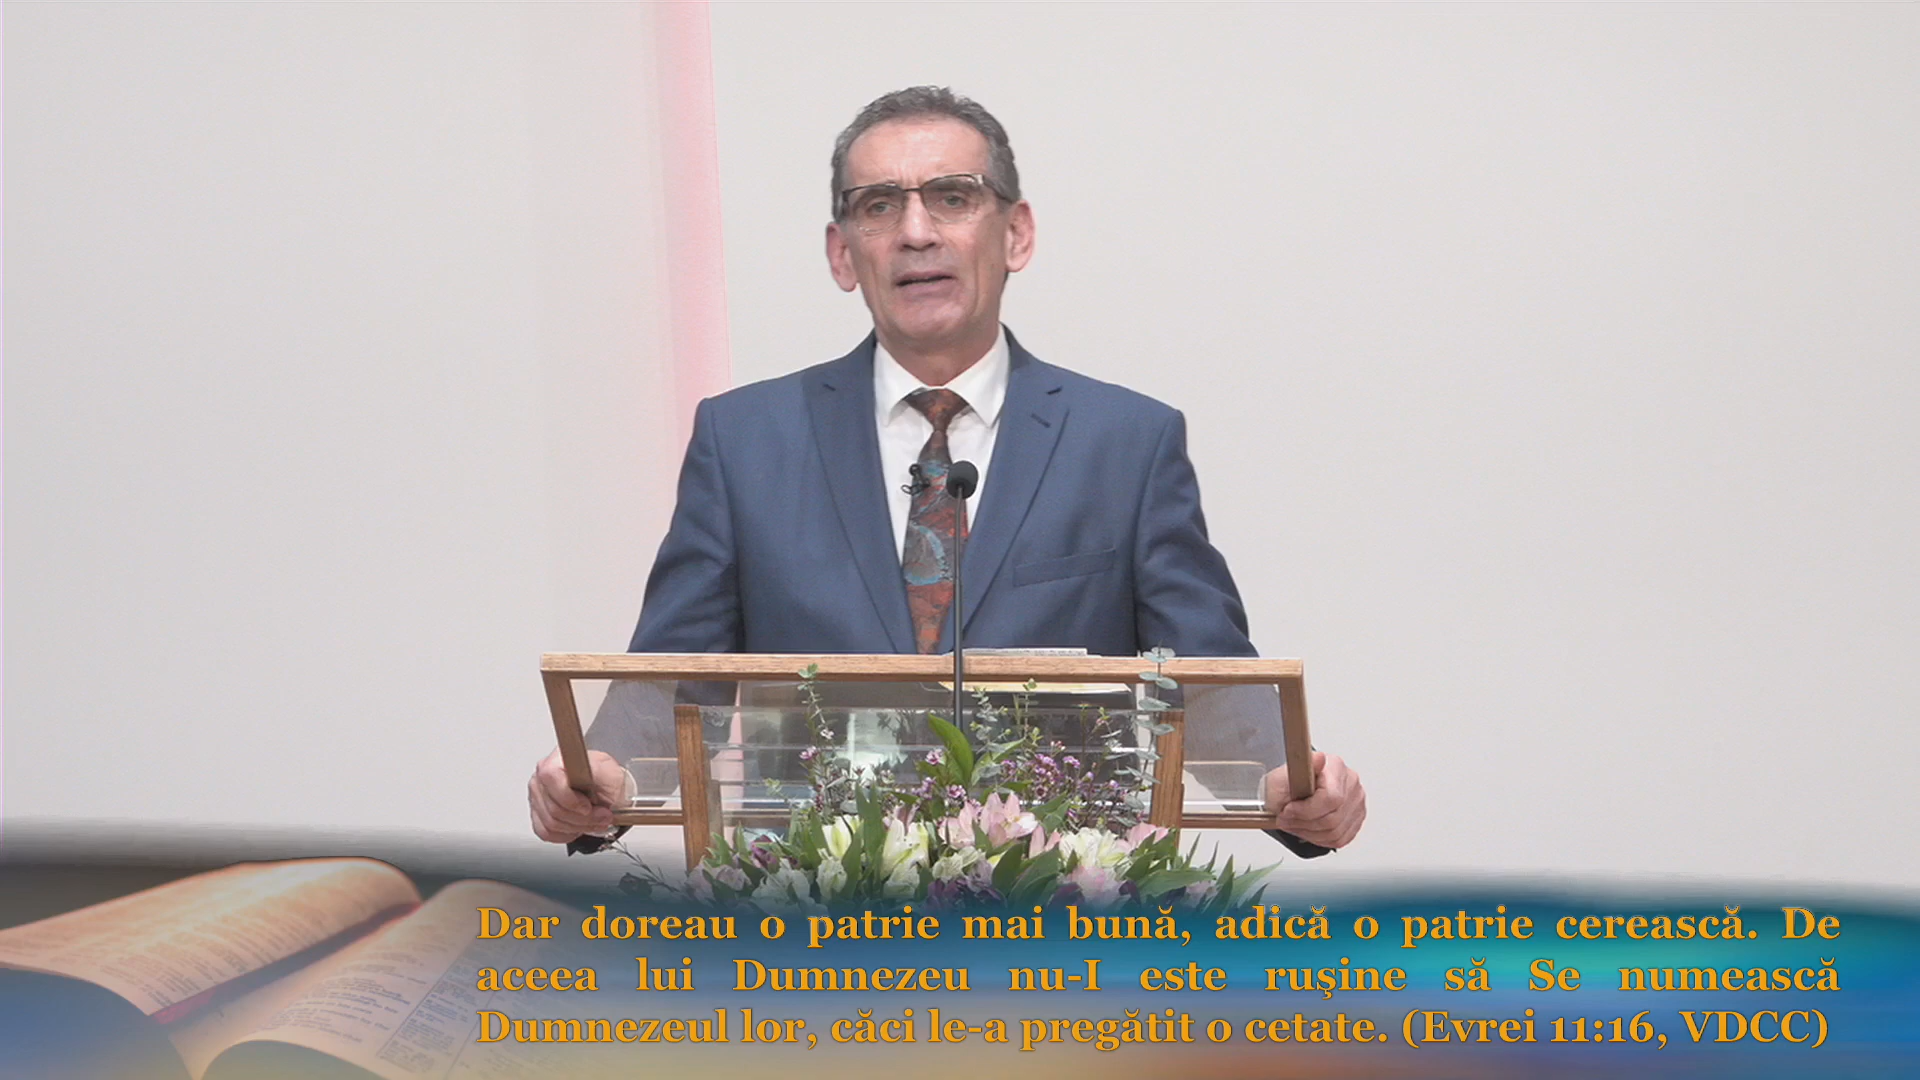 Dar doreau o patrie mai bună, adică o patrie cerească. De
aceea lui Dumnezeu nu-I este ruşine să Se numească
Dumnezeul lor, căci le-a pregătit o cetate. (Evrei 11:16, VDCC)